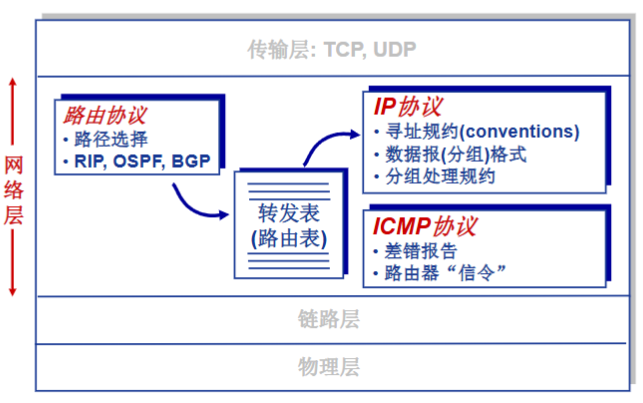 传输层: TCP, UDP
网络层
路由协议
• 路径选择
• RIP, OSPF, BGP
转发表
(路由表)
IP协议
• 寻址规约(conventions)
• 数据报(分组)格式
• 分组处理规约
ICMP协议
• 差错报告
• 路由器“信令”
链路层
物理层